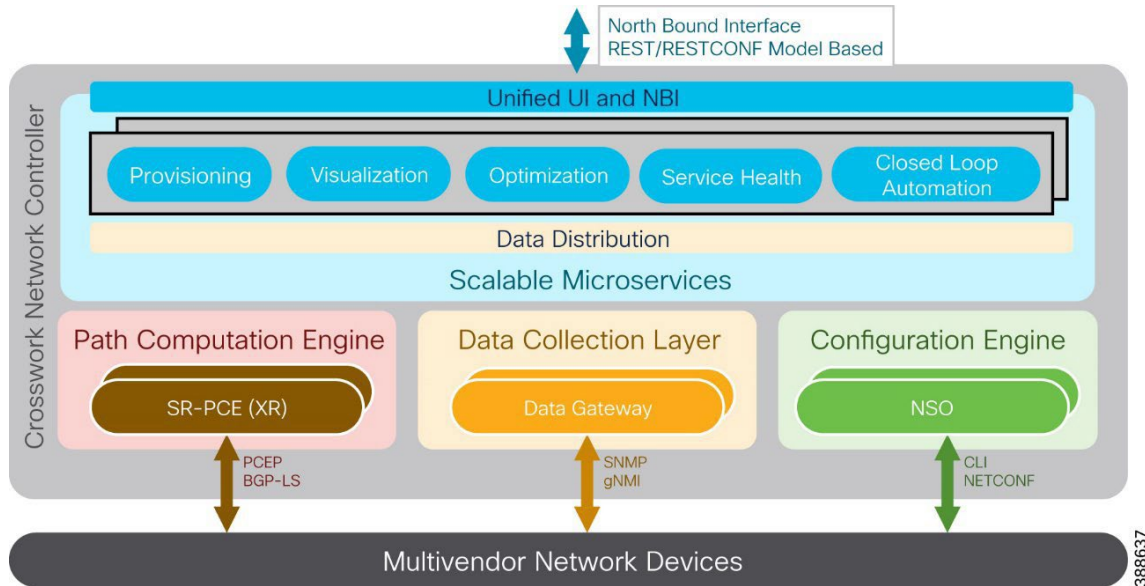 North Bound Interface
REST/RESTCONF Model Based
Crosswork Network Controller
Unified UI and NBI
Provisioning
Visualization
Optimization
Service Health
Closed Loop
Automation
Data Distribution
Scalable Microservices
Path Computation Engine
SR-PCE (XR)
Data Collection Layer
Data Gateway
Configuration Engine
NSO
PCEP
BGP-LS
SNMP
gNMI
CLI
NETCONF
Multivendor Network Devices
388637